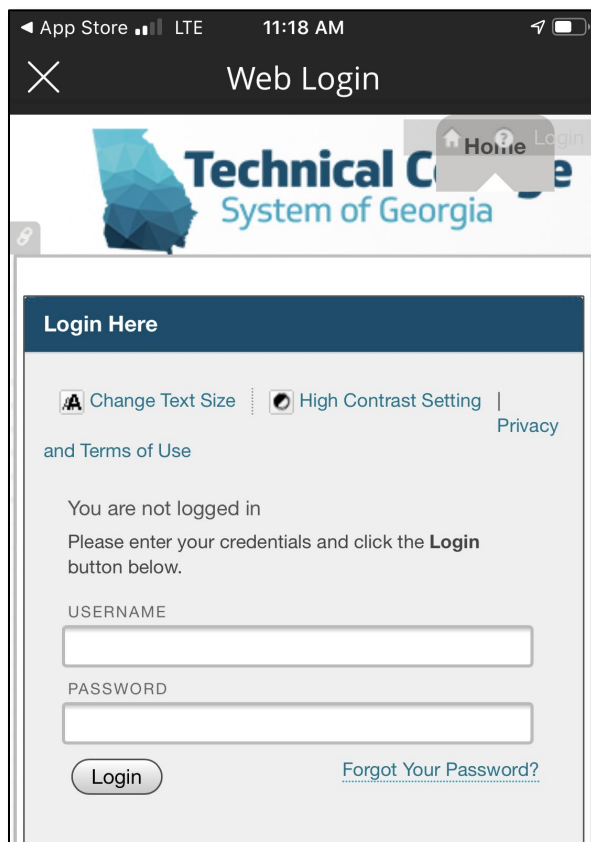 App Store LTE 11:18 AM
Web Login
Home Login
Technical C e
System of Georgia
Login Here
Change Text Size High Contrast Setting |
Privacy
and Terms of Use
You are not logged in
Please enter your credentials and click the Login
button below.
USERNAME
PASSWORD
Login Forgot Your Password?